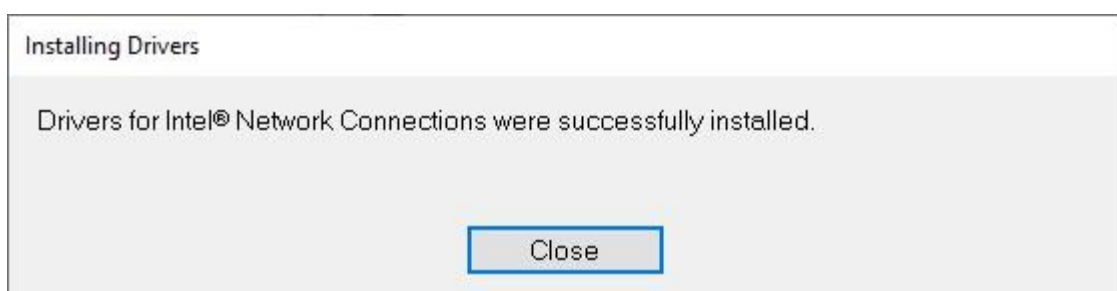 Installing Drivers
Drivers for Intel® Network Connections were successfully installed.
Close